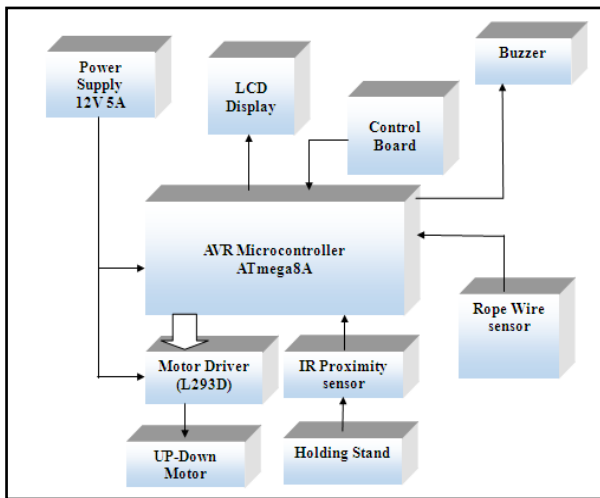 Power
Supply
12V 5A
LCD
Display
Control
Board
Buzzer
AVR Microcontroller
ATmega8A
Rope Wire
sensor
Motor Driver
(L293D)
IR Proximity
sensor
UP-Down
Motor
Holding Stand